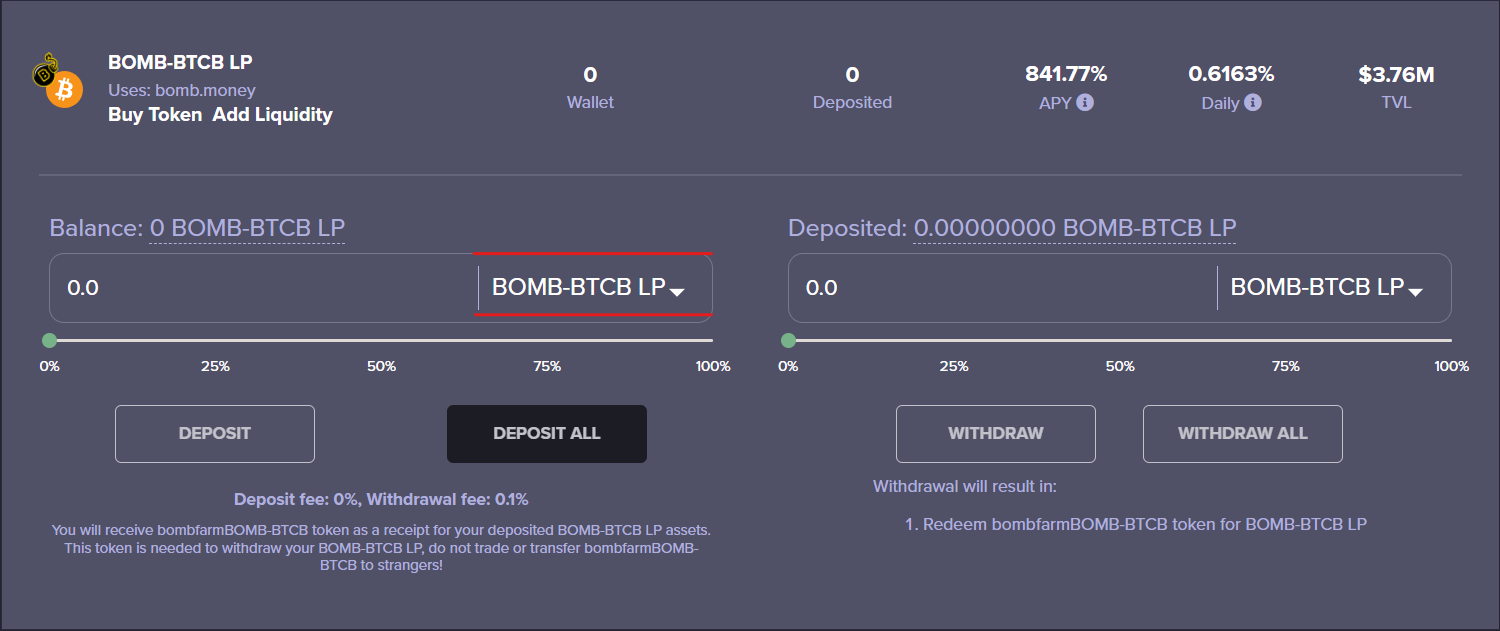 BOMB-BTCB LP
Uses: bomb.money
Buy Token Add Liquidity
0
Wallet
0
Deposited
841.77%
APY
0.6163%
Daily
$3.76M
TVL
Balance: 0 BOMB-BTCB LP
0.0
BOMB-BTCB LP
0% 25% 50% 75% 100%
DEPOSIT
DEPOSIT ALL
Deposit fee: 0%, Withdrawal fee: 0.1%
You will receive bombfarmBOMB-BTCB token as a receipt for your deposited BOMB-BTCB LP assets.
This token is needed to withdraw your BOMB-BTCB LP, do not trade or transfer bombfarmBOMB-
BTCB to strangers!
Deposited: 0.00000000 BOMB-BTCB LP
0.0
BOMB-BTCB LP
0% 25% 50% 75% 100%
WITHDRAW
WITHDRAW ALL
Withdrawal will result in:
1. Redeem bombfarmBOMB-BTCB token for BOMB-BTCB LP